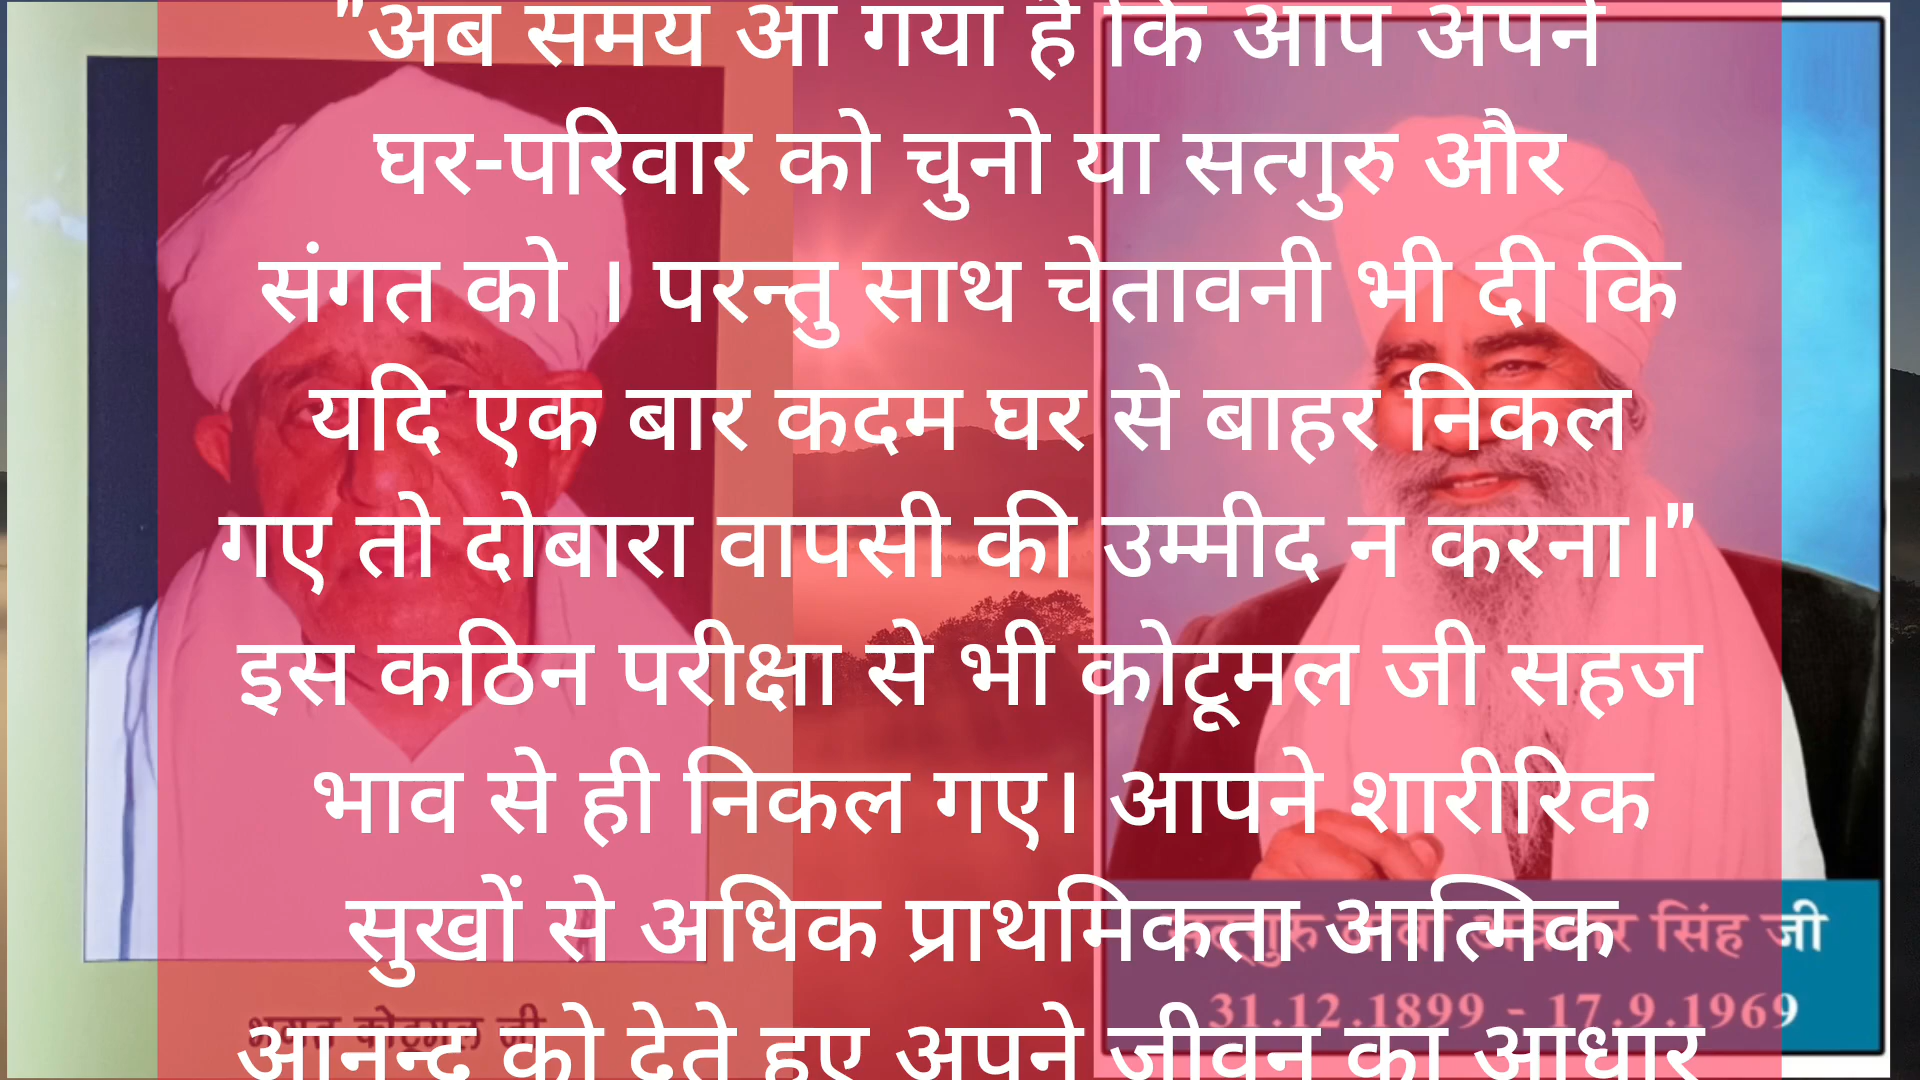 "अब समय आ गया है कि आप अपने
घर-परिवार को चुनो या सत्गुरु और
संगत को । परन्तु साथ चेतावनी भी दी कि
यदि एक बार कदम घर से बाहर निकल
गए तो दोबारा वापसी की उम्मीद न करना।"
इस कठिन परीक्षा से भी कोटूमल जी सहज
भाव से ही निकल गए। आपने शारीरिक
सुखों से अधिक प्राथमिकता आत्मिक
आनन्द को देते हुए अपने जीवन का आधार
सिंह जी
31.12.1899 - 17.9.1969